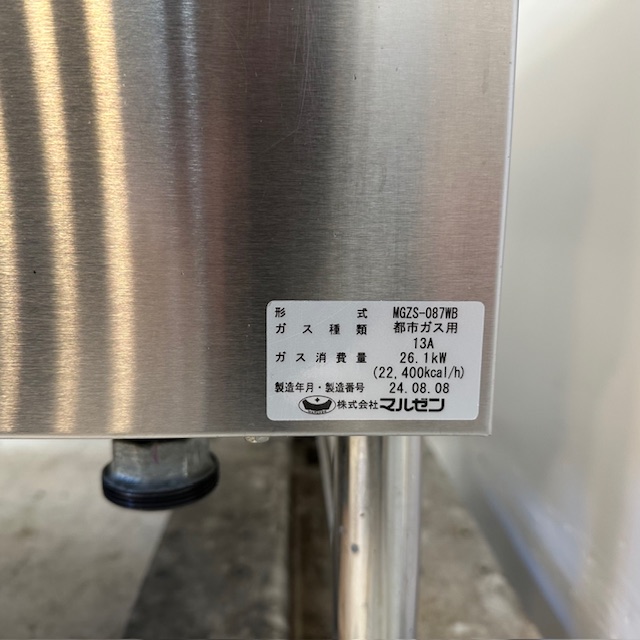 形式 MGZS-087WB
ガス種類 都市ガス用
13A
ガス消費量 26.1kW
(22,400kcal/h)
製造年月・製造番号 24.08.08
株式会社マルゼン